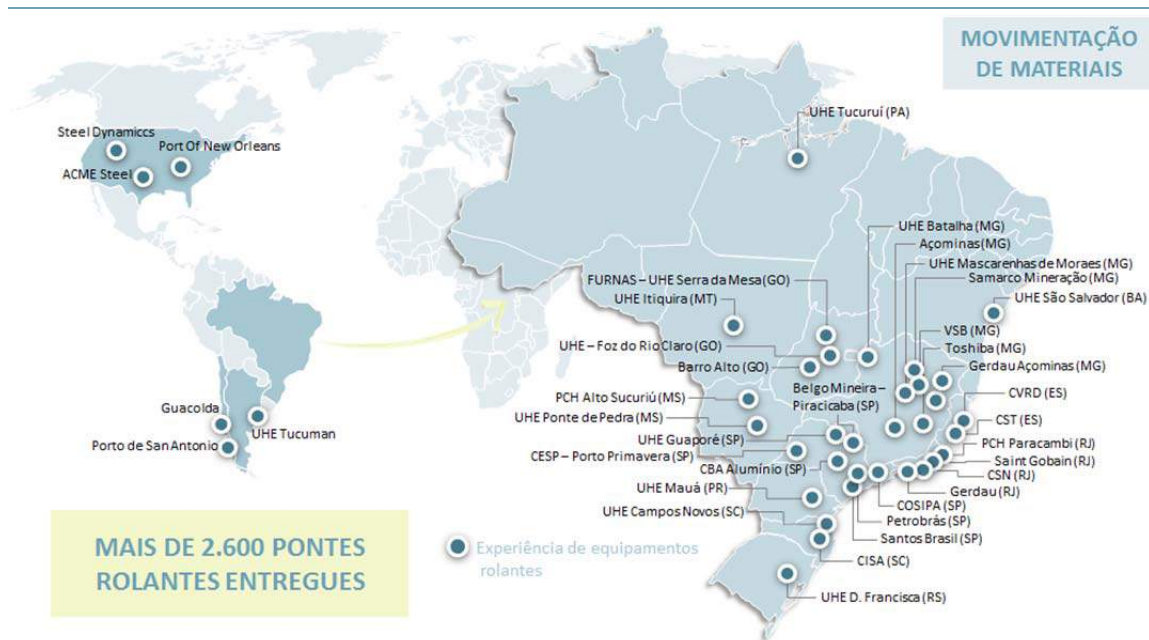 MOVIMENTAÇÃO
DE MATERIAIS
Steel Dynamiccs
Port Of New Orleans
ACME Steel
Guacolda
UHE Tucuman
Porto de San Antonio
UHE Tucuruí (PA)
UHE Batalha (MG)
Açominas (MG)
UHE Mascarenhas de Moraes (MG)
Samarco Mineração (MG)
FURNAS – UHE Serra da Mesa (GO)
UHE Itiquira (MT)
UHE São Salvador (BA)
VSB (MG)
UHE – Foz do Rio Claro (GO)
Toshiba (MG)
Barro Alto (GO)
Gerdau Açominas (MG)
Belgo Mineira –
Piracicaba (SP)
CVRD (ES)
PCH Alto Sucuriú (MS)
UHE Ponte de Pedra (MS)
CST (ES)
UHE Guaporé (SP)
PCH Paracambi (RJ)
CESP – Porto Primavera (SP)
Saint Gobain (RJ)
CBA Alumínio (SP)
CSN (RJ)
UHE Mauá (PR)
Gerdau (RJ)
COSIPA (SP)
UHE Campos Novos (SC)
Petrobrás (SP)
Santos Brasil (SP)
CISA (SC)
UHE D. Francisca (RS)
MAIS DE 2.600 PONTES
ROLANTES ENTREGUES
Experiência de equipamentos
rolantes